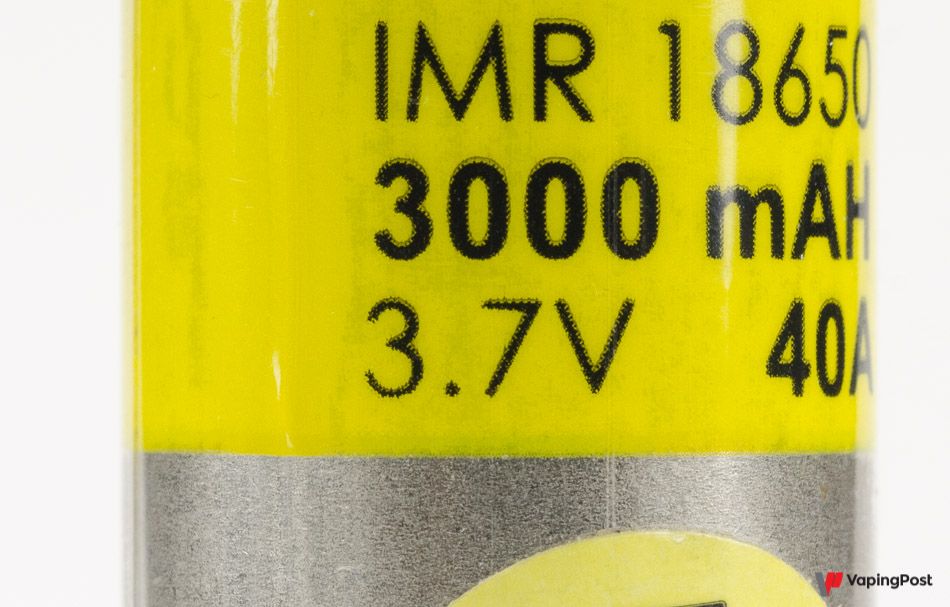 IMR 18650
3000 mAH
3.7V 40A
VapingPost